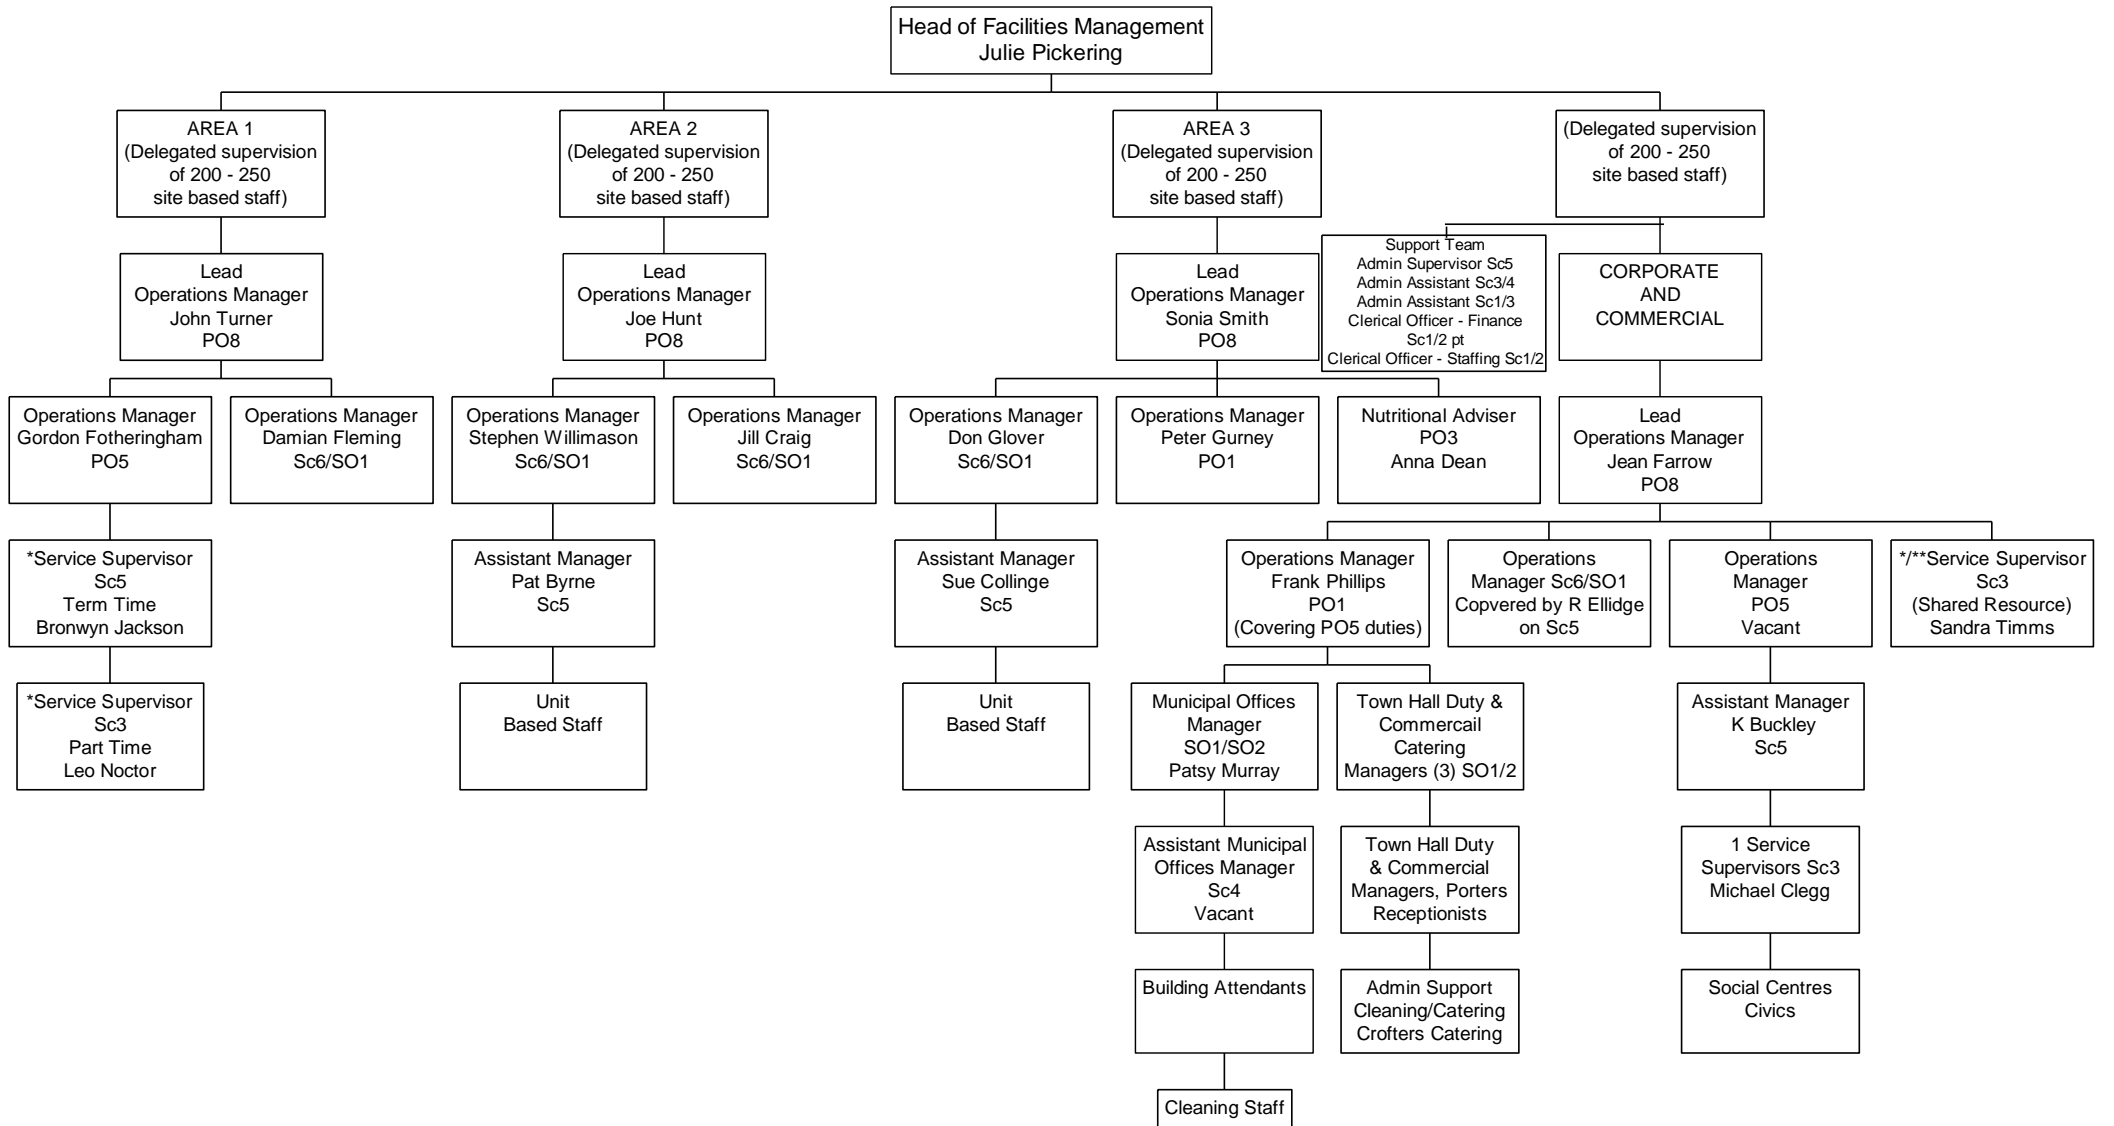 Head of Facilities Management
Julie Pickering
AREA 1
(Delegated supervision
of 200 - 250
site based staff)
AREA 2
(Delegated supervision
of 200 - 250
site based staff)
AREA 3
(Delegated supervision
of 200 - 250
site based staff)
(Delegated supervision
of 200 - 250
site based staff)
Lead
Operations Manager
John Turner
PO8
Lead
Operations Manager
Joe Hunt
PO8
Lead
Operations Manager
Sonia Smith
PO8
Support Team
Admin Supervisor Sc5
Admin Assistant Sc3/4
Admin Assistant Sc1/3
Clerical Officer - Finance
Sc1/2 pt
Clerical Officer - Staffing Sc1/2
CORPORATE
AND
COMMERCIAL
Operations Manager
Gordon Fotheringham
PO5
Operations Manager
Damian Fleming
Sc6/SO1
Operations Manager
Stephen Willimason
Sc6/SO1
Operations Manager
Jill Craig
Sc6/SO1
Operations Manager
Don Glover
Sc6/SO1
Operations Manager
Peter Gurney
PO1
Nutritional Adviser
PO3
Anna Dean
Lead
Operations Manager
Jean Farrow
PO8
*Service Supervisor
Sc5
Term Time
Bronwyn Jackson
Assistant Manager
Pat Byrne
Sc5
Assistant Manager
Sue Collinge
Sc5
Operations Manager
Frank Phillips
PO1
(Covering PO5 duties)
Operations
Manager Sc6/SO1
Copvered by R Ellidge
on Sc5
Operations
Manager
PO5
Vacant
*/**Service Supervisor
Sc3
(Shared Resource)
Sandra Timms
*Service Supervisor
Sc3
Part Time
Leo Noctor
Unit
Based Staff
Unit
Based Staff
Municipal Offices
Manager
SO1/SO2
Patsy Murray
Town Hall Duty &
Commercail
Catering
Managers (3) SO1/2
Assistant Manager
K Buckley
Sc5
Assistant Municipal
Offices Manager
Sc4
Vacant
Town Hall Duty
& Commercial
Managers, Porters
Receptionists
1 Service
Supervisors Sc3
Michael Clegg
Building Attendants
Admin Support
Cleaning/Catering
Crofters Catering
Social Centres
Civics
Cleaning Staff